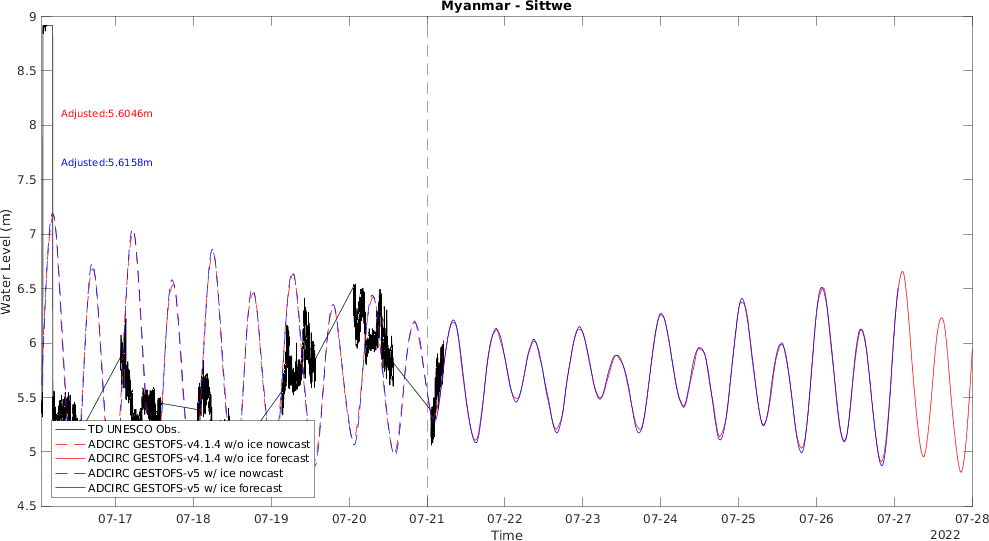 Myanmar - Sittwe
Water Level (m)
9
8.5
8
7.5
7
6.5
6
5.5
5
4.5
Adjusted:5.6046m
Adjusted:5.6158m
TD UNESCO Obs.
ADCIRC GESTOFS-v4.1.4 w/o ice nowcast
ADCIRC GESTOFS-v4.1.4 w/o ice forecast
ADCIRC GESTOFS-v5 w/ ice nowcast
ADCIRC GESTOFS-v5 w/ ice forecast
07-17 07-18 07-19 07-20 07-21 07-22 07-23 07-24 07-25 07-26 07-27 07-28
Time
2022